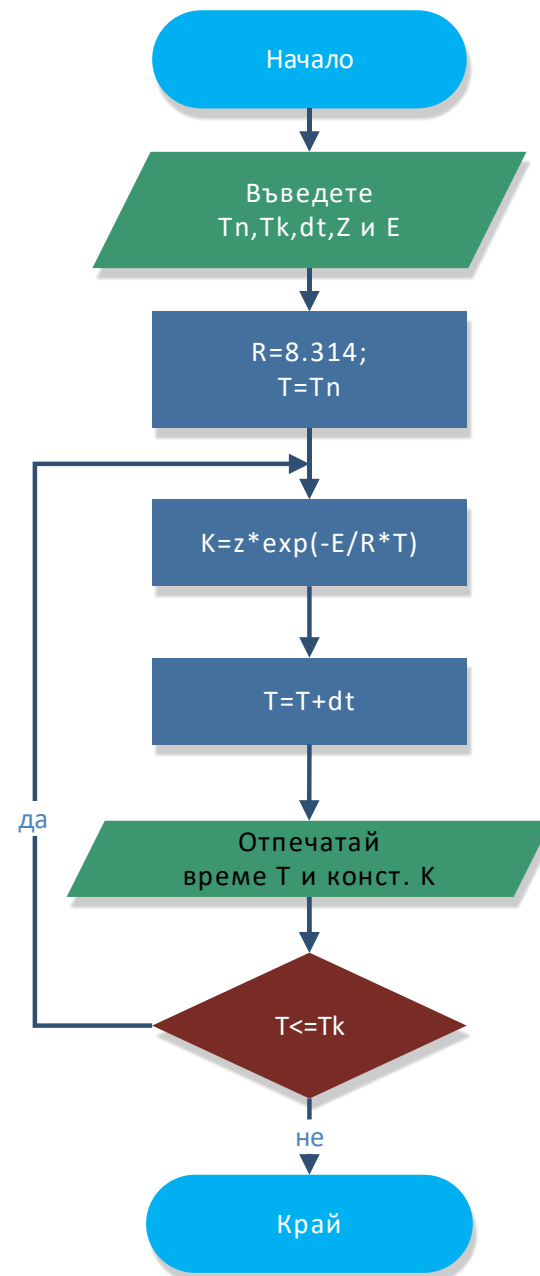 Начало
Въведете
Tn,Tk,dt,Z и E
R=8.314;
T=Tn
K=z*exp(-E/R*T)
T=T+dt
да
Отпечатай
време T и конст. K
T<=Tk
не
Край